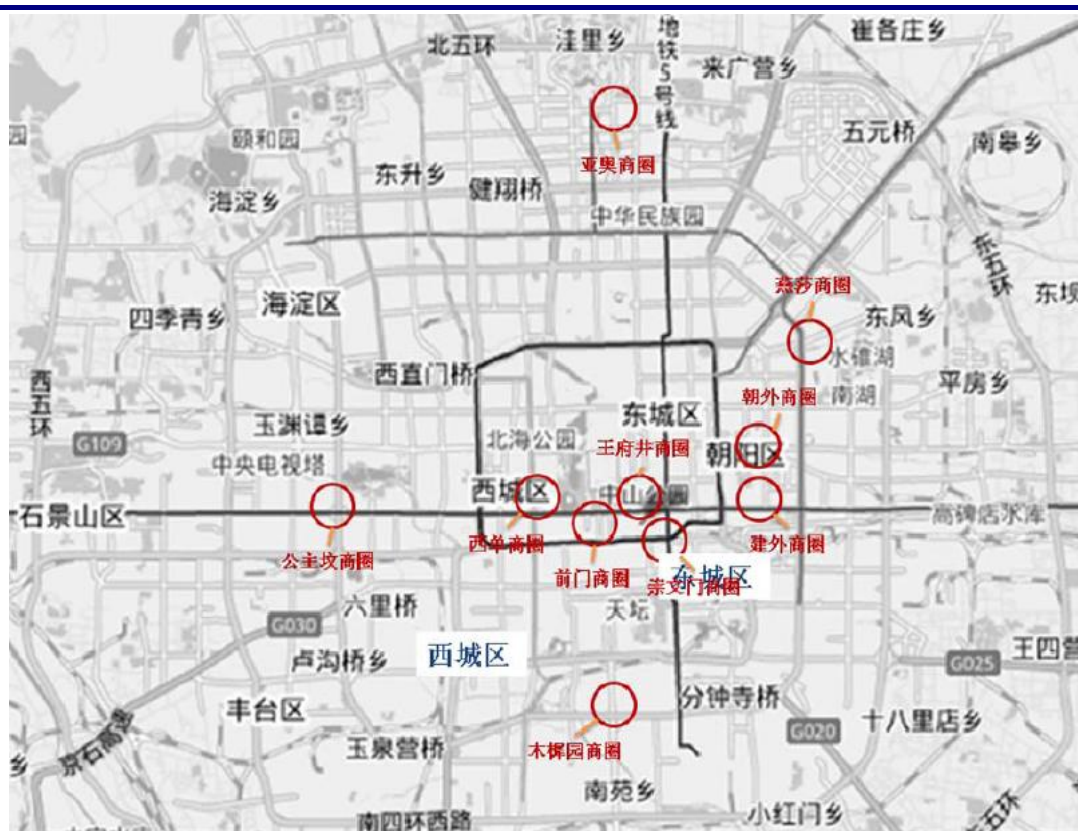 崔各庄乡
洼里乡
北五环
地铁5号线
来广营乡
五元桥
南皋乡
园
颐和园
亚奥商圈
东升乡
健翔桥
海淀乡
中华民族园
东五环
燕莎商圈
东坝
海淀区
四季青乡
东风乡
水碓湖
西直门桥
朝外商圈
南湖
平房乡
西五环
东城区
玉渊潭乡
北海公园
王府井商圈
朝阳区
G109
中央电视塔
西城区
中山公园
石景山区
高碑店水库
西单商圈
建外商圈
公主坟商圈
前门商圈
东城区
崇文门商圈
六里桥
天坛
G030
西城区
王四营
卢沟桥乡
G025
分钟寺桥
丰台区
十八里店乡
G020
京石高速
玉泉营桥
木樨园商圈
乡
南苑乡
小红门乡
南四环西路
五环